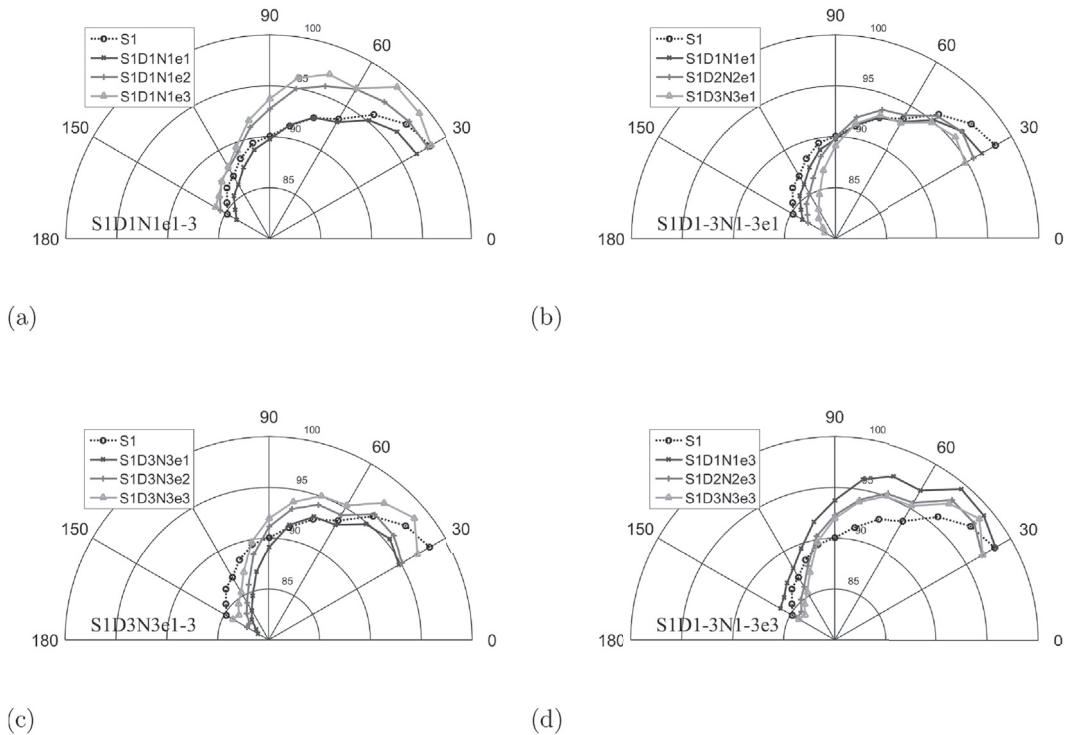 90
100
60
95
30
90
85
150
180
0
S1
S1D1N1e1
S1D1N1e2
S1D1N1e3
S1D1N1e1-3
(a)
90
100
60
95
30
90
85
150
180
0
S1
S1D1N1e1
S1D2N2e1
S1D3N3e1
S1D1-3N1-3e1
(b)
90
100
60
95
30
90
85
150
180
0
S1
S1D3N3e1
S1D3N3e2
S1D3N3e3
S1D3N3e1-3
(c)
90
100
60
95
30
90
85
150
180
0
S1
S1D1N1e3
S1D2N2e3
S1D3N3e3
S1D1-3N1-3e3
(d)